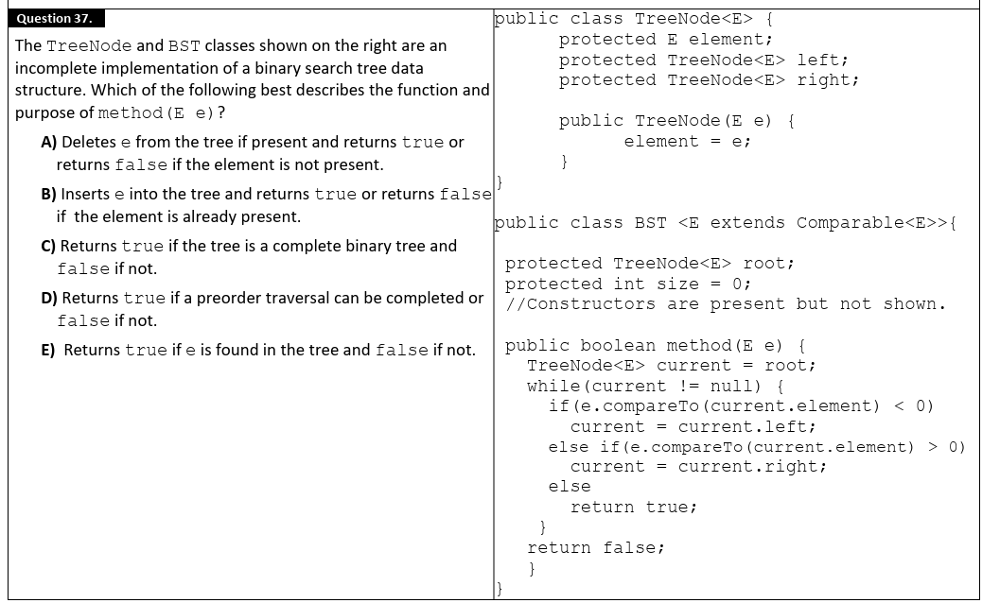 Question 37.
The TreeNode and BST classes shown on the right are an
incomplete implementation of a binary search tree data
structure. Which of the following best describes the function and
purpose of method(E e)?
A) Deletes e from the tree if present and returns true or
returns false if the element is not present.
B) Inserts e into the tree and returns true or returns false
if the element is already present.
C) Returns true if the tree is a complete binary tree and
false if not.
D) Returns true if a preorder traversal can be completed or
false if not.
E) Returns true if e is found in the tree and false if not.
public class TreeNode<E> {
protected E element;
protected TreeNode<E> left;
protected TreeNode<E> right;
public TreeNode(E e) {
element = e;
}
}
public class BST <E extends Comparable<E>>{
protected TreeNode<E> root;
protected int size = 0;
//Constructors are present but not shown.
public boolean method(E e) {
TreeNode<E> current = root;
while(current != null) {
if(e.compareTo(current.element) < 0)
current = current.left;
else if(e.compareTo(current.element) > 0)
current = current.right;
else
return true;
}
return false;
}
}